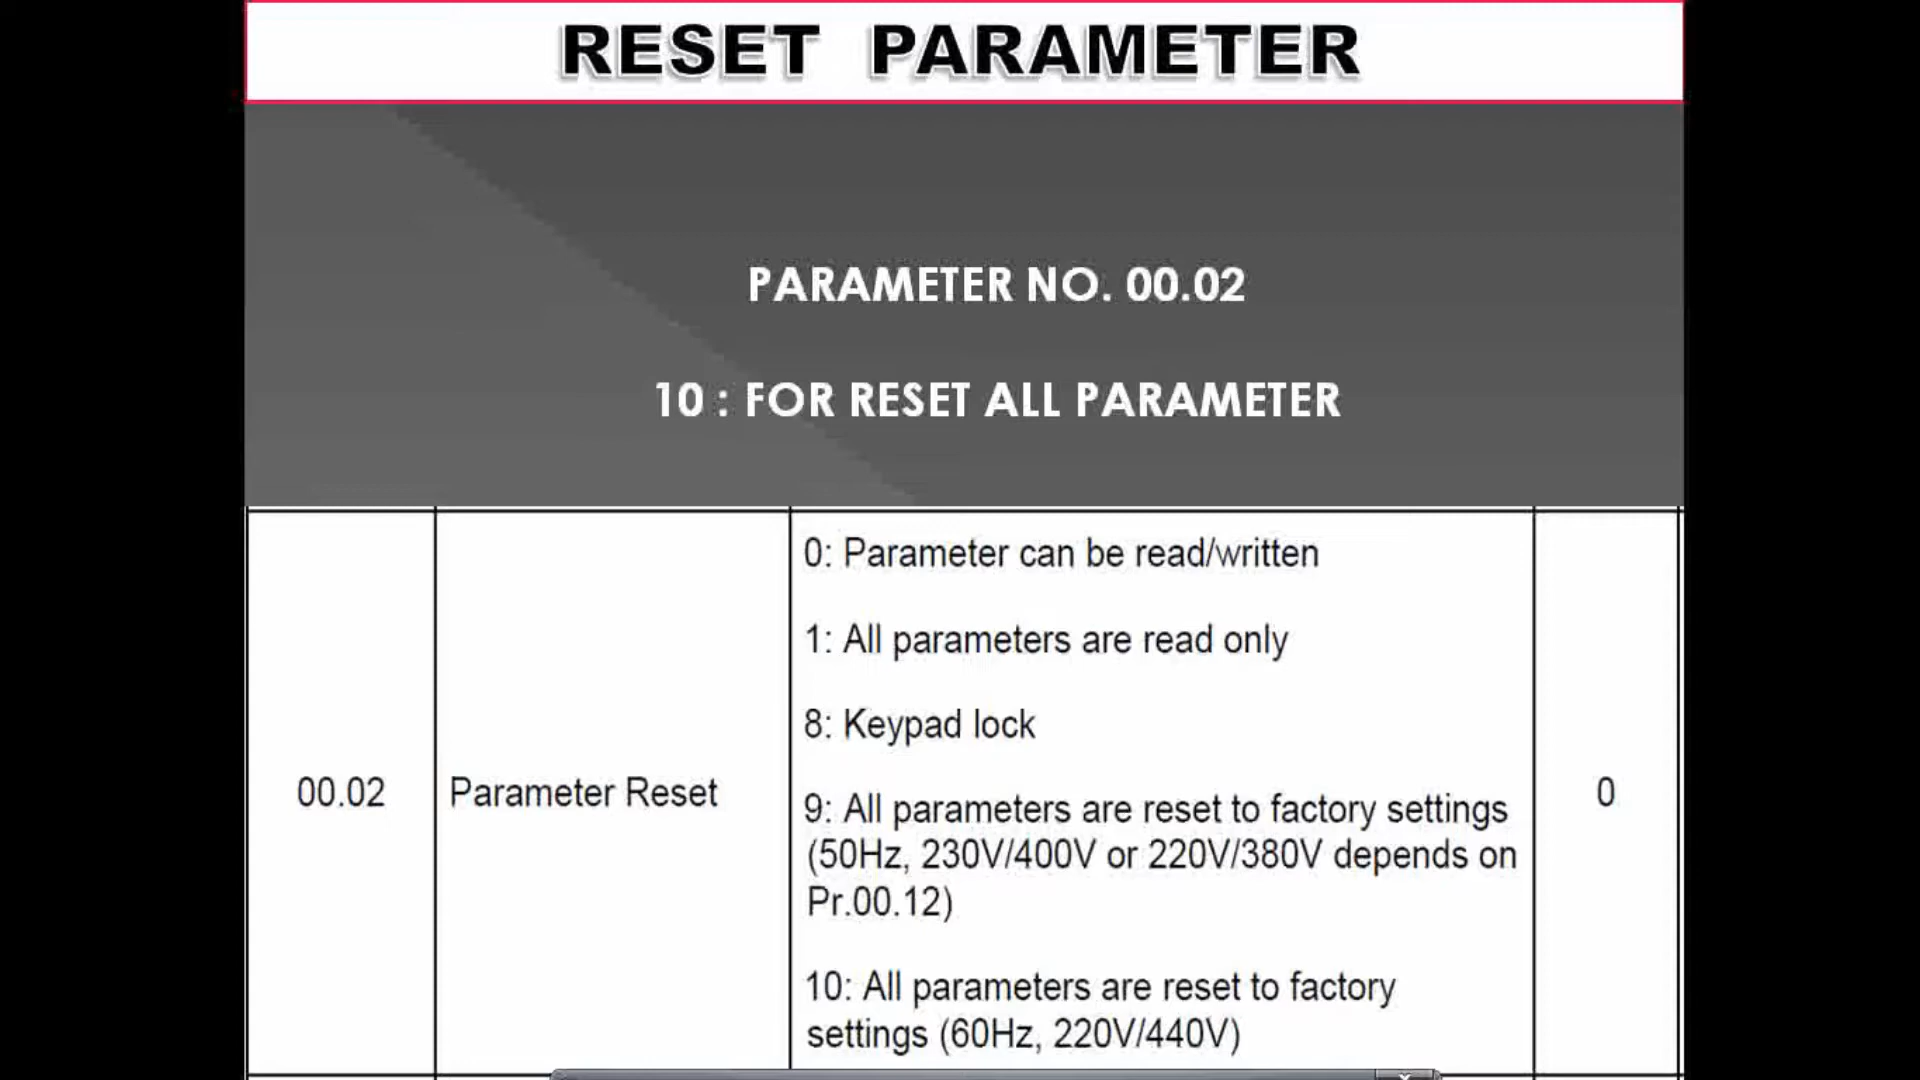 RESET PARAMETER
PARAMETER NO. 00.02
10 : FOR RESET ALL PARAMETER
00.02
Parameter Reset
0: Parameter can be read/written
1: All parameters are read only
8: Keypad lock
9: All parameters are reset to factory settings
(50Hz, 230V/400V or 220V/380V depends on
Pr.00.12)
10: All parameters are reset to factory
settings (60Hz, 220V/440V)
0